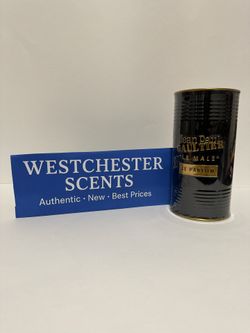 WESTCHESTER
SCENTS
Authentic • New • Best Prices
Jean Paul
GAULTIER
"LE MALE"
LE PARFUM